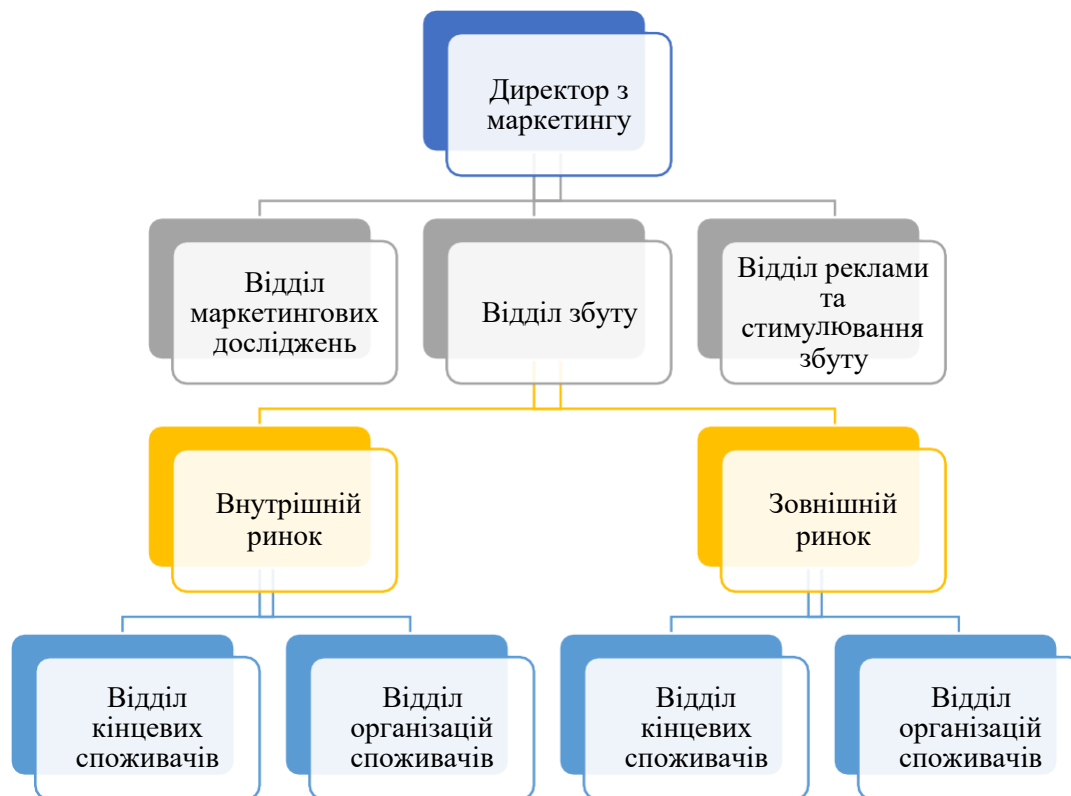 Директор з
маркетингу
Відділ
маркетингових
досліджень
Відділ збуту
Відділ реклами
та
стимулювання
збуту
Внутрішній
ринок
Зовнішній
ринок
Відділ
кінцевих
споживачів
Відділ
організацій
споживачів
Відділ
кінцевих
споживачів
Відділ
організацій
споживачів